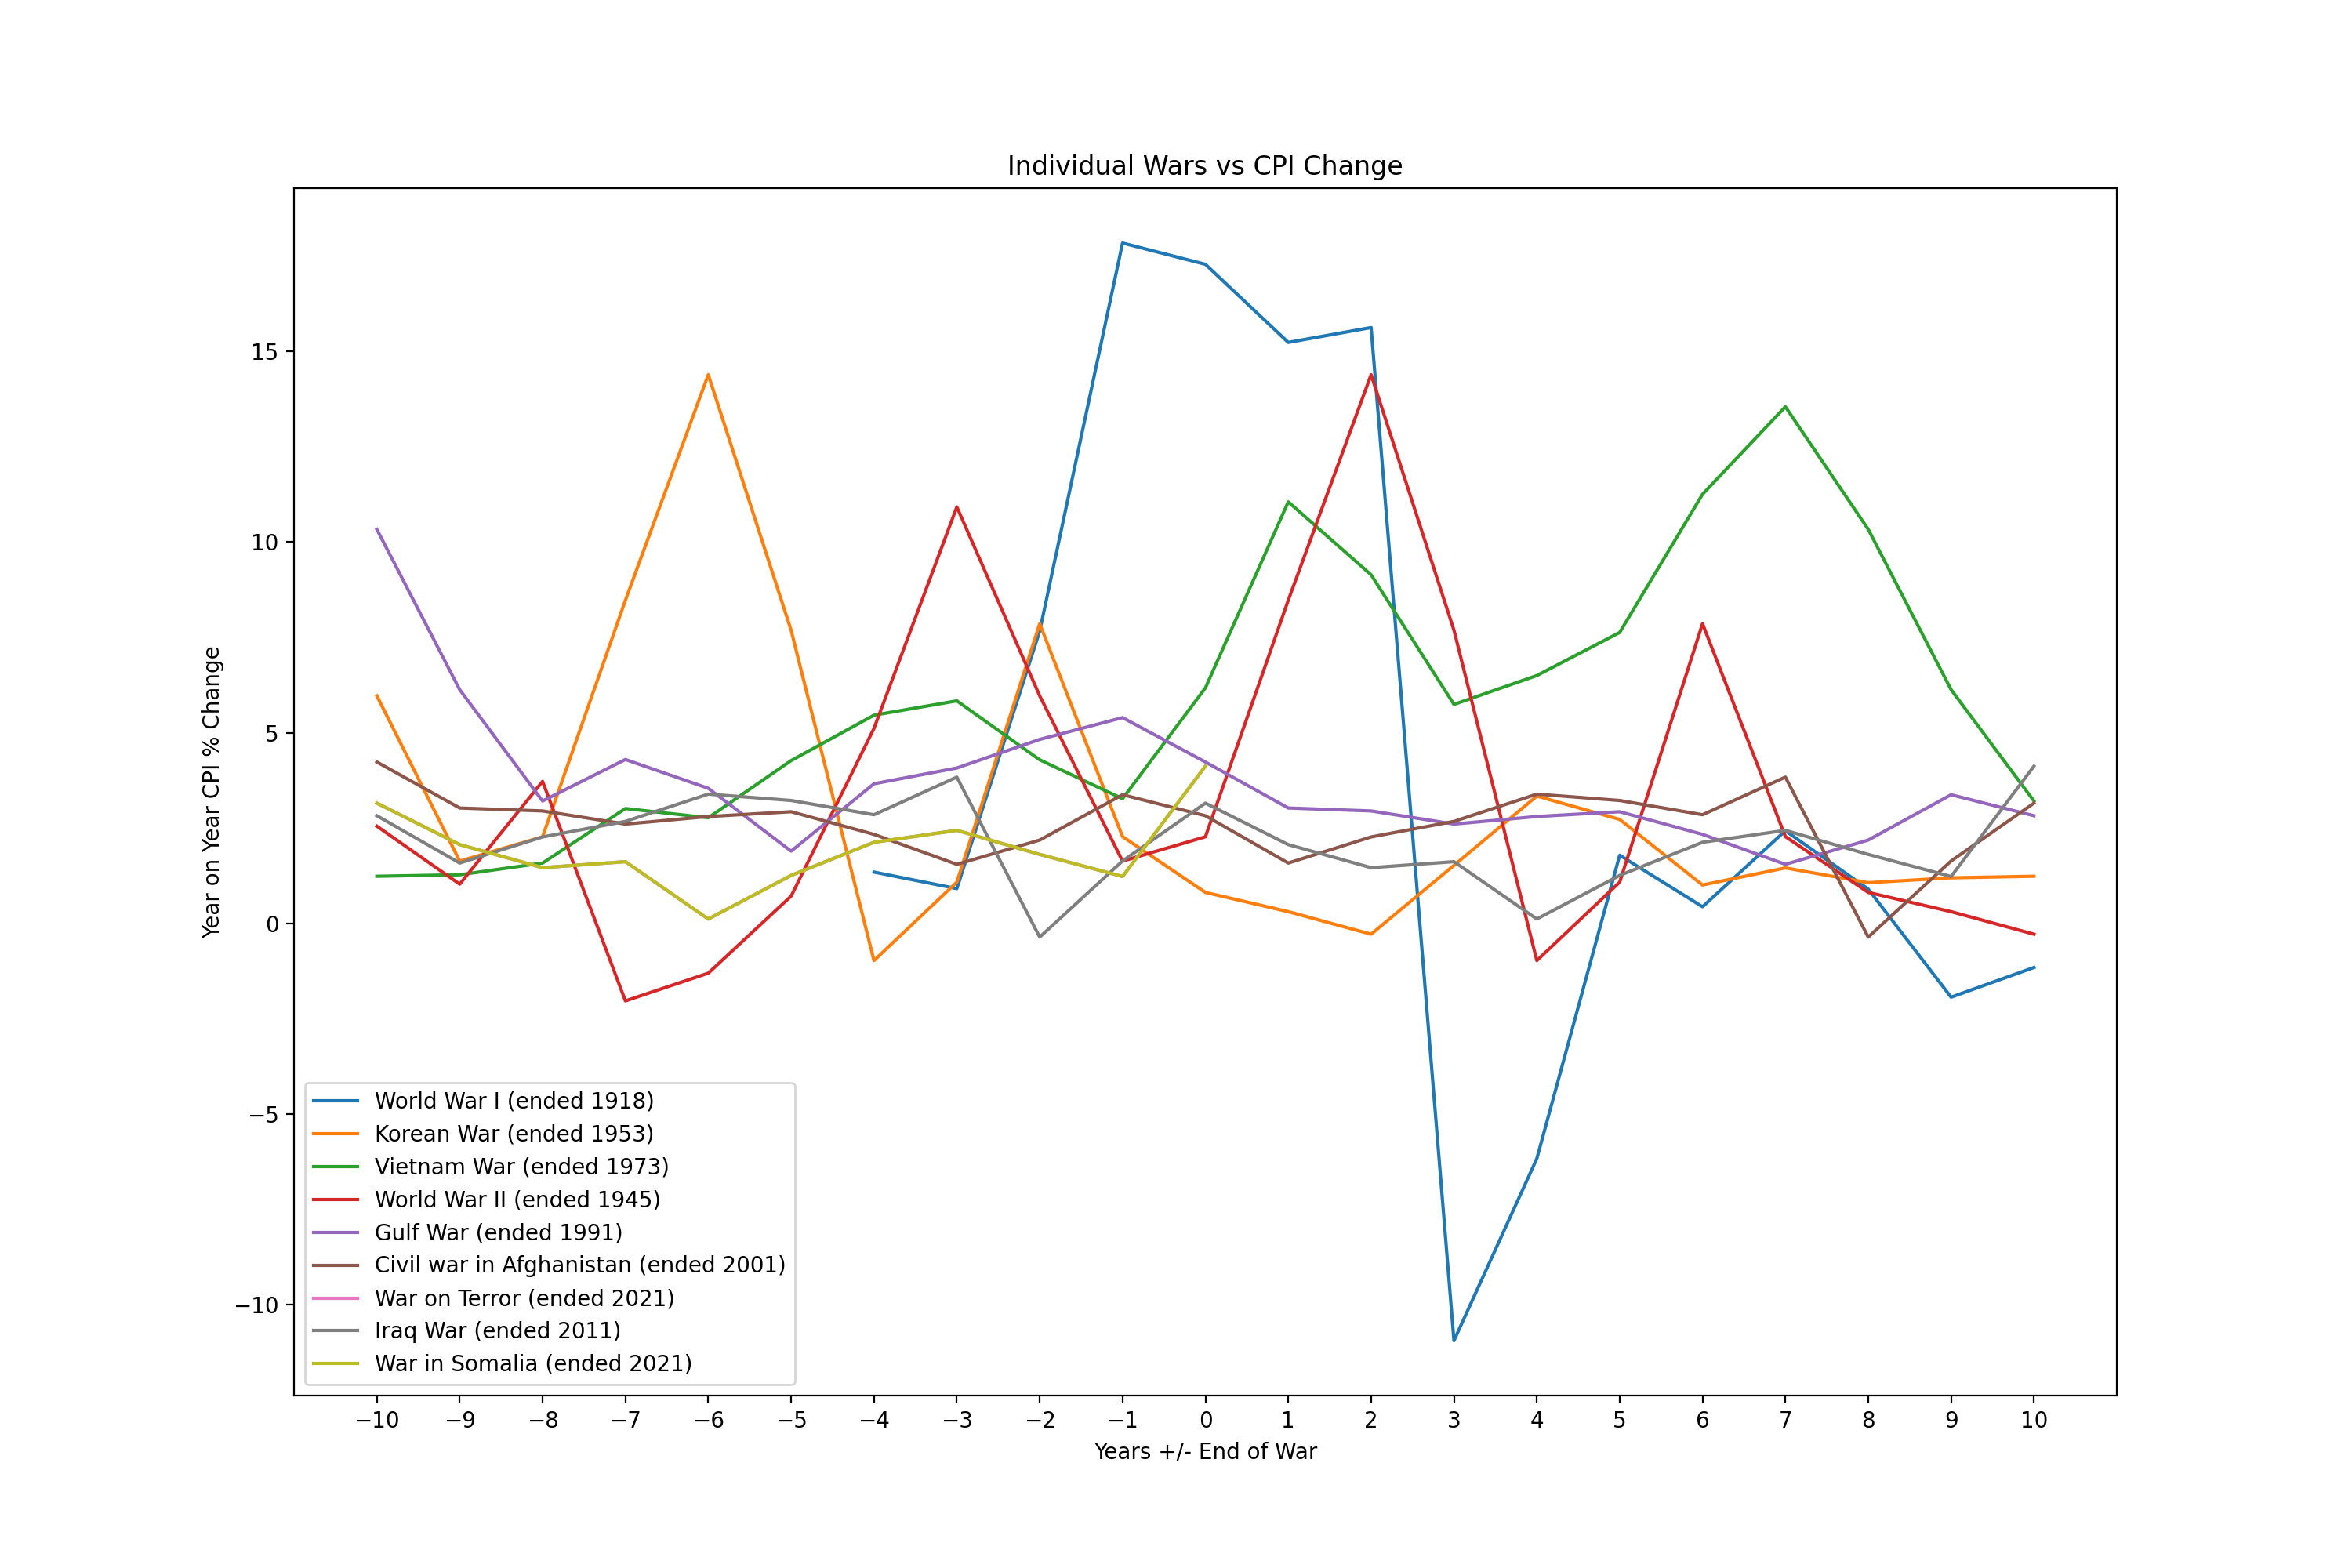 Individual Wars vs CPI Change
Year on Year CPI % Change
15
10
5
0
−5
−10
World War I (ended 1918)
Korean War (ended 1953)
Vietnam War (ended 1973)
World War II (ended 1945)
Gulf War (ended 1991)
Civil war in Afghanistan (ended 2001)
War on Terror (ended 2021)
Iraq War (ended 2011)
War in Somalia (ended 2021)
−10 −9 −8 −7 −6 −5 −4 −3 −2 −1 0 1 2 3 4 5 6 7 8 9 10
Years +/- End of War